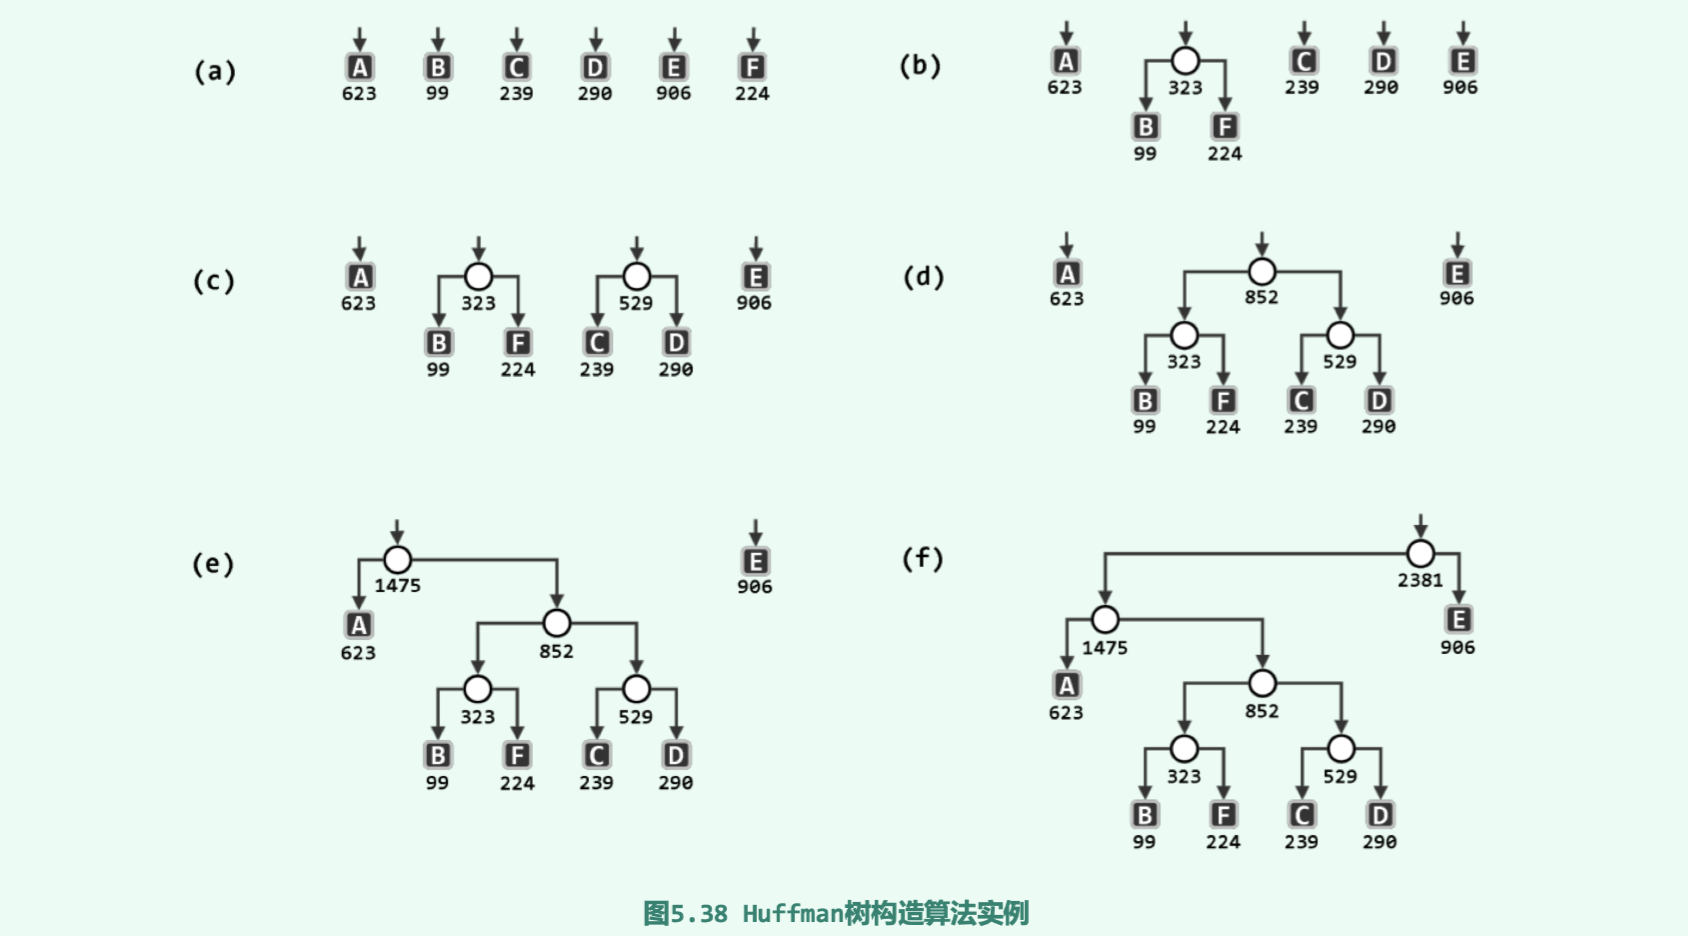 (a)
A B C D E F
623 99 239 290 906 224
(b)
A C D E
623 323 239 290 906
B F
99 224
(c)
A E
623 323 529 906
B F C D
99 224 239 290
(d)
A E
623 852 906
323 529
B F C D
99 224 239 290
(e)
E
1475 906
A
623 852
323 529
B F C D
99 224 239 290
(f)
2381
E
1475 906
A
623 852
323 529
B F C D
99 224 239 290
图5.38 Huffman树构造算法实例